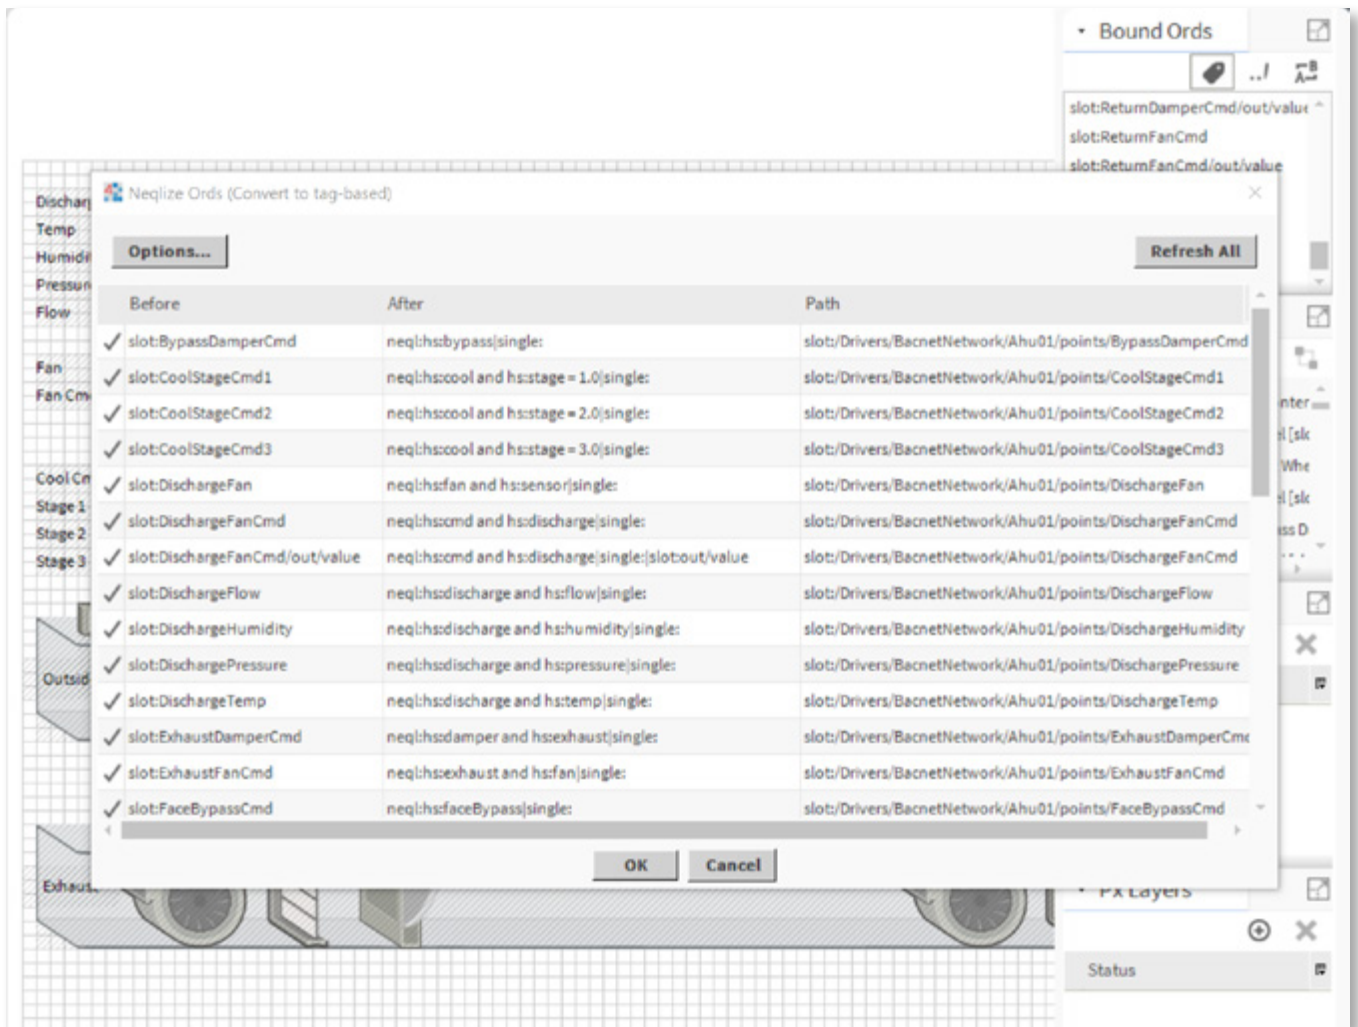 Bound Ords
slot:ReturnDamperCmd/out/value
slot:ReturnFanCmd
slot:ReturnFanCmd/out/value
Neqlize Ords (Convert to tag-based)
Options... Refresh All
Before After Path
slot:BypassDamperCmd neql:hs:bypass|single: slot:/Drivers/BacnetNetwork/Ahu01/points/BypassDamperCmd
slot:CoolStageCmd1 neql:hs:cool and hs:stage = 1.0|single: slot:/Drivers/BacnetNetwork/Ahu01/points/CoolStageCmd1
slot:CoolStageCmd2 neql:hs:cool and hs:stage = 2.0|single: slot:/Drivers/BacnetNetwork/Ahu01/points/CoolStageCmd2
slot:CoolStageCmd3 neql:hs:cool and hs:stage = 3.0|single: slot:/Drivers/BacnetNetwork/Ahu01/points/CoolStageCmd3
slot:DischargeFan neql:hs:fan and hs:sensor|single: slot:/Drivers/BacnetNetwork/Ahu01/points/DischargeFan
slot:DischargeFanCmd neql:hs:cmd and hs:discharge|single: slot:/Drivers/BacnetNetwork/Ahu01/points/DischargeFanCmd
slot:DischargeFanCmd/out/value neql:hs:cmd and hs:discharge|single:|slot:out/value slot:/Drivers/BacnetNetwork/Ahu01/points/DischargeFanCmd
slot:DischargeFlow neql:hs:discharge and hs:flow|single: slot:/Drivers/BacnetNetwork/Ahu01/points/DischargeFlow
slot:DischargeHumidity neql:hs:discharge and hs:humidity|single: slot:/Drivers/BacnetNetwork/Ahu01/points/DischargeHumidity
slot:DischargePressure neql:hs:discharge and hs:pressure|single: slot:/Drivers/BacnetNetwork/Ahu01/points/DischargePressure
slot:DischargeTemp neql:hs:discharge and hs:temp|single: slot:/Drivers/BacnetNetwork/Ahu01/points/DischargeTemp
slot:ExhaustDamperCmd neql:hs:damper and hs:exhaust|single: slot:/Drivers/BacnetNetwork/Ahu01/points/ExhaustDamperCmd
slot:ExhaustFanCmd neql:hs:exhaust and hs:fan|single: slot:/Drivers/BacnetNetwork/Ahu01/points/ExhaustFanCmd
slot:FaceBypassCmd neql:hs:faceBypass|single: slot:/Drivers/BacnetNetwork/Ahu01/points/FaceBypassCmd
OK Cancel
Temp
Flow
Fan
Stage 1
Stage 2
Stage 3
Px Layers
Status